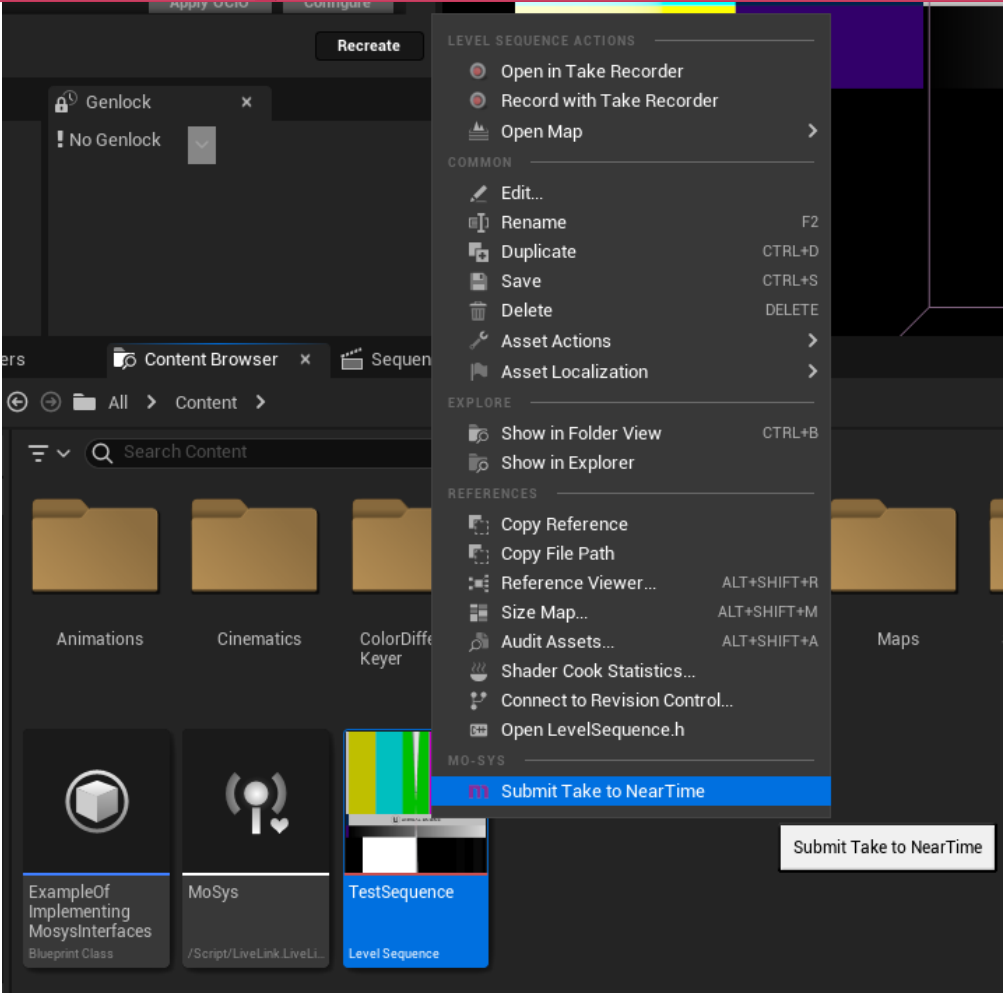 Apply OCIO
Configure
Recreate
Genlock
No Genlock
LEVEL SEQUENCE ACTIONS
Open in Take Recorder
Record with Take Recorder
Open Map
COMMON
Edit...
Rename F2
Duplicate CTRL+D
Save CTRL+S
Delete DELETE
Asset Actions
Asset Localization
EXPLORE
Show in Folder View CTRL+B
Show in Explorer
REFERENCES
Copy Reference
Copy File Path
Reference Viewer... ALT+SHIFT+R
Size Map... ALT+SHIFT+M
Audit Assets... ALT+SHIFT+A
Shader Cook Statistics...
Connect to Revision Control...
Open LevelSequence.h
MO-SYS
Submit Take to NearTime
Submit Take to NearTime
ers
Content Browser
Sequen
All
Content
Search Content
Animations
Cinematics
ColorDiffe
Keyer
Maps
ExampleOf
Implementing
MosysInterfaces
Blueprint Class
MoSys
/Script/LiveLink.LiveLi...
TestSequence
Level Sequence